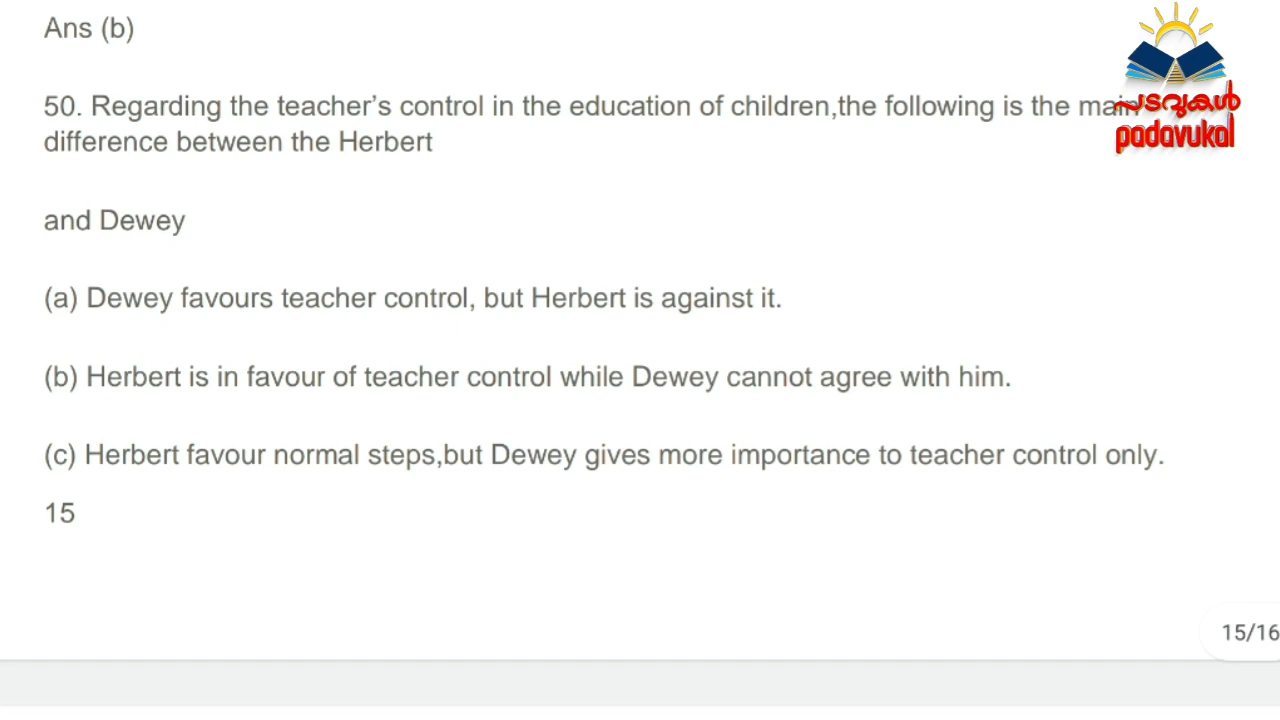 Ans (b)
50. Regarding the teacher’s control in the education of children,the following is the main
പടവുകൾ
difference between the Herbert
padavukal
and Dewey
(a) Dewey favours teacher control, but Herbert is against it.
(b) Herbert is in favour of teacher control while Dewey cannot agree with him.
(c) Herbert favour normal steps,but Dewey gives more importance to teacher control only.
15
15/16